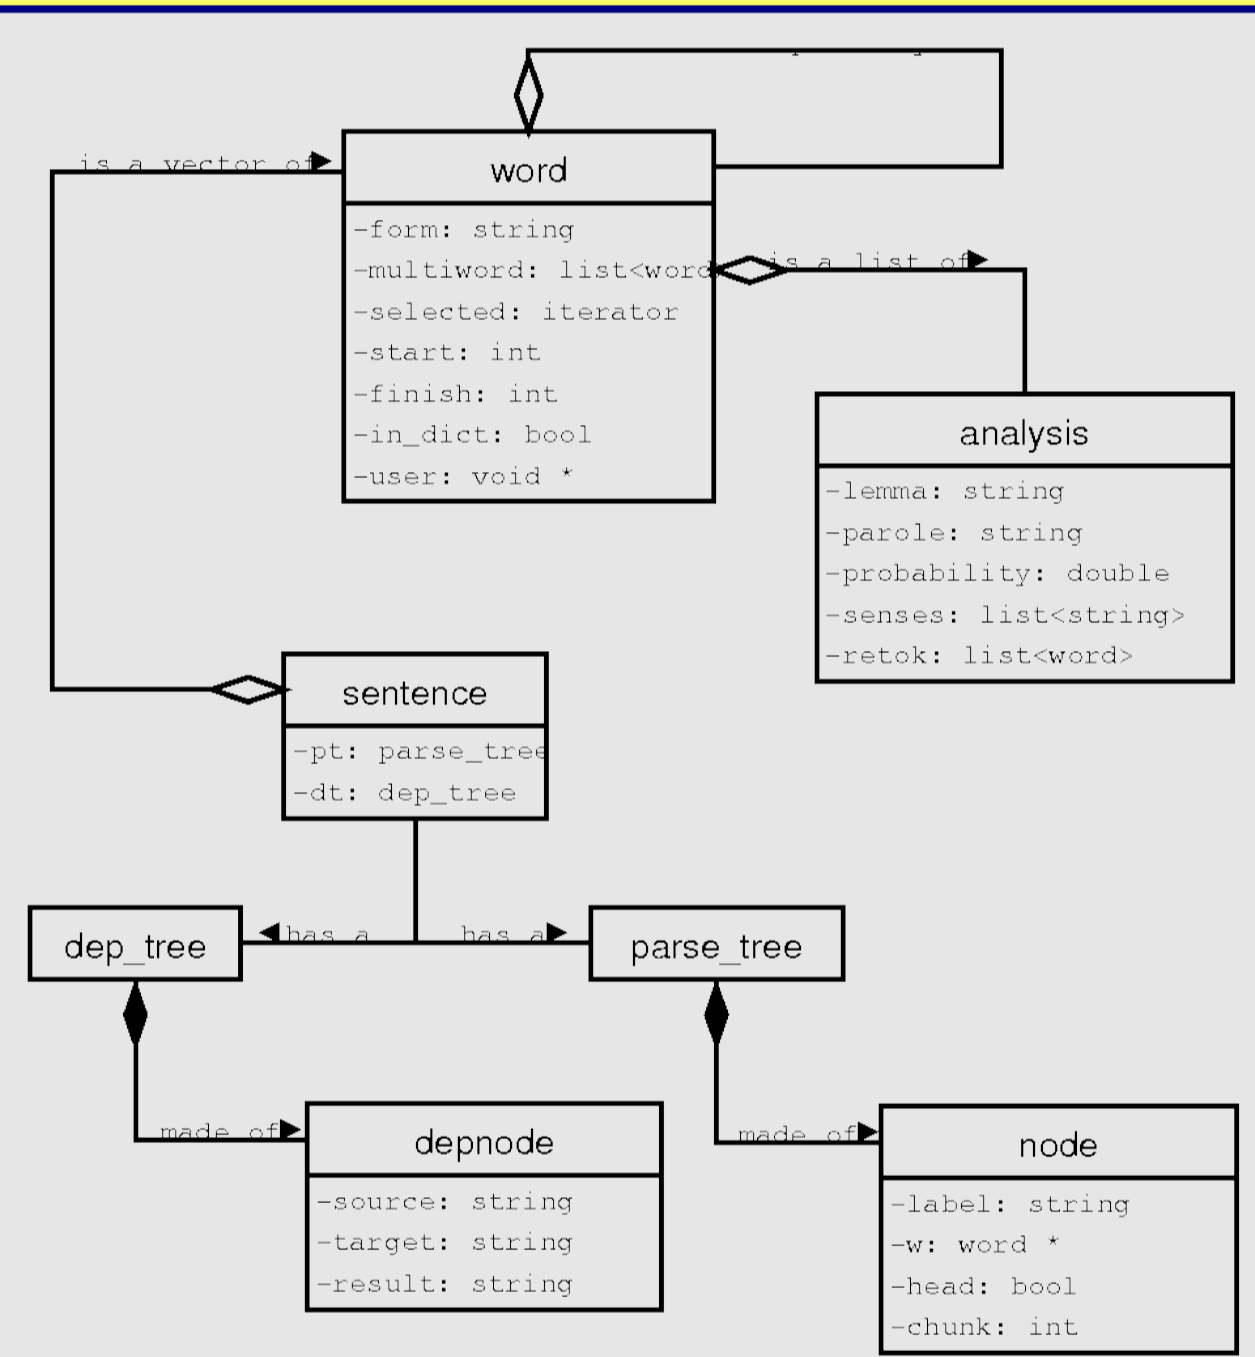 word
is a vector of
-form: string
-multiword: list<word
-selected: iterator
-start: int
-finish: int
-in_dict: bool
-user: void *
is a list of
analysis
-lemma: string
-parole: string
-probability: double
-senses: list<string>
-retok: list<word>
sentence
-pt: parse_tree
-dt: dep_tree
dep_tree
has a
has a
parse_tree
made of
depnode
-source: string
-target: string
-result: string
made of
node
-label: string
-w: word *
-head: bool
-chunk: int